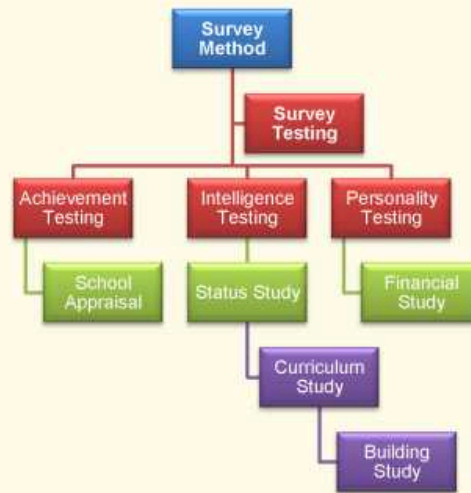 Survey
Method
Survey
Testing
Achievement
Testing
Intelligence
Testing
Personality
Testing
School
Appraisal
Status Study
Financial
Study
Curriculum
Study
Building
Study